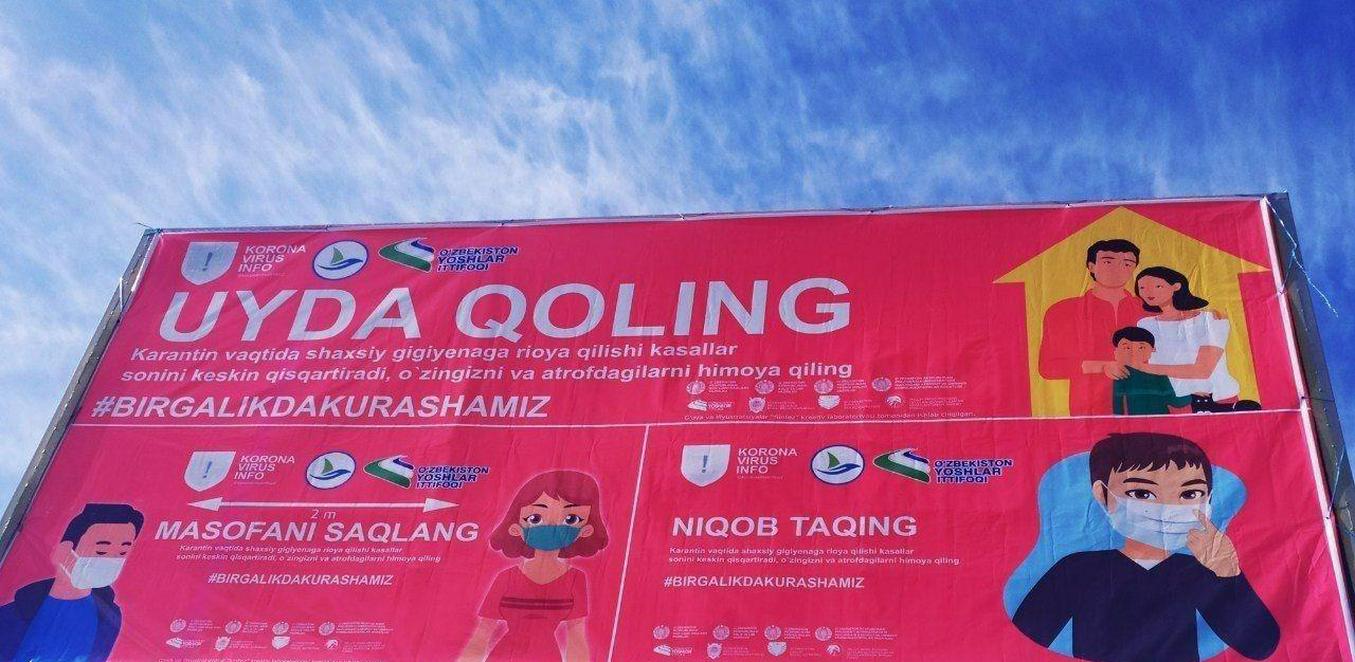 KORONA
VIRUS
INFO
O'ZBEKISTON
YOSHLAR
ITTIFOQI
UYDA QOLING
Karantin vaqtida shaxsiy gigiyenaga rioya qilishi kasallar
sonini keskin qisqartiradi, o`zingizni va atrofdagilarni himoya qiling
#BIRGALIKDAKURASHAMIZ
KORONA
VIRUS
INFO
O'ZBEKISTON
YOSHLAR
ITTIFOQI
2 m
MASOFANI SAQLANG
Karantin vaqtida shaxsiy gigiyenaga rioya qilishi kasallar
sonini keskin qisqartiradi, o`zingizni va atrofdagilarni himoya qiling
#BIRGALIKDAKURASHAMIZ
KORONA
VIRUS
INFO
O'ZBEKISTON
YOSHLAR
ITTIFOQI
NIQOB TAQING
Karantin vaqtida shaxsiy gigiyenaga rioya qilishi kasallar
sonini keskin qisqartiradi, o`zingizni va atrofdagilarni himoya qiling
#BIRGALIKDAKURASHAMIZ